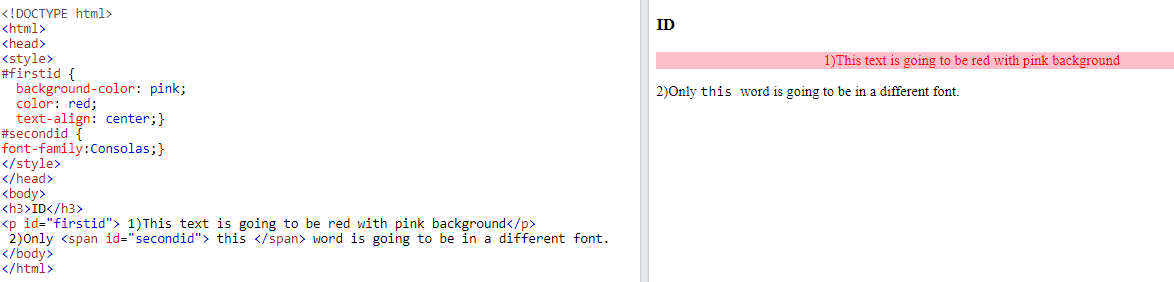 <!DOCTYPE html>
<html>
<head>
<style>
#firstid {
  background-color: pink;
  color: red;
  text-align: center;}
#secondid {
font-family:Consolas;}
</style>
</head>
<body>
<h3>ID</h3>
<p id="firstid"> 1)This text is going to be red with pink background</p>
 2)Only <span id="secondid"> this </span> word is going to be in a different font.
</body>
</html>
ID
1)This text is going to be red with pink background
2)Only this word is going to be in a different font.